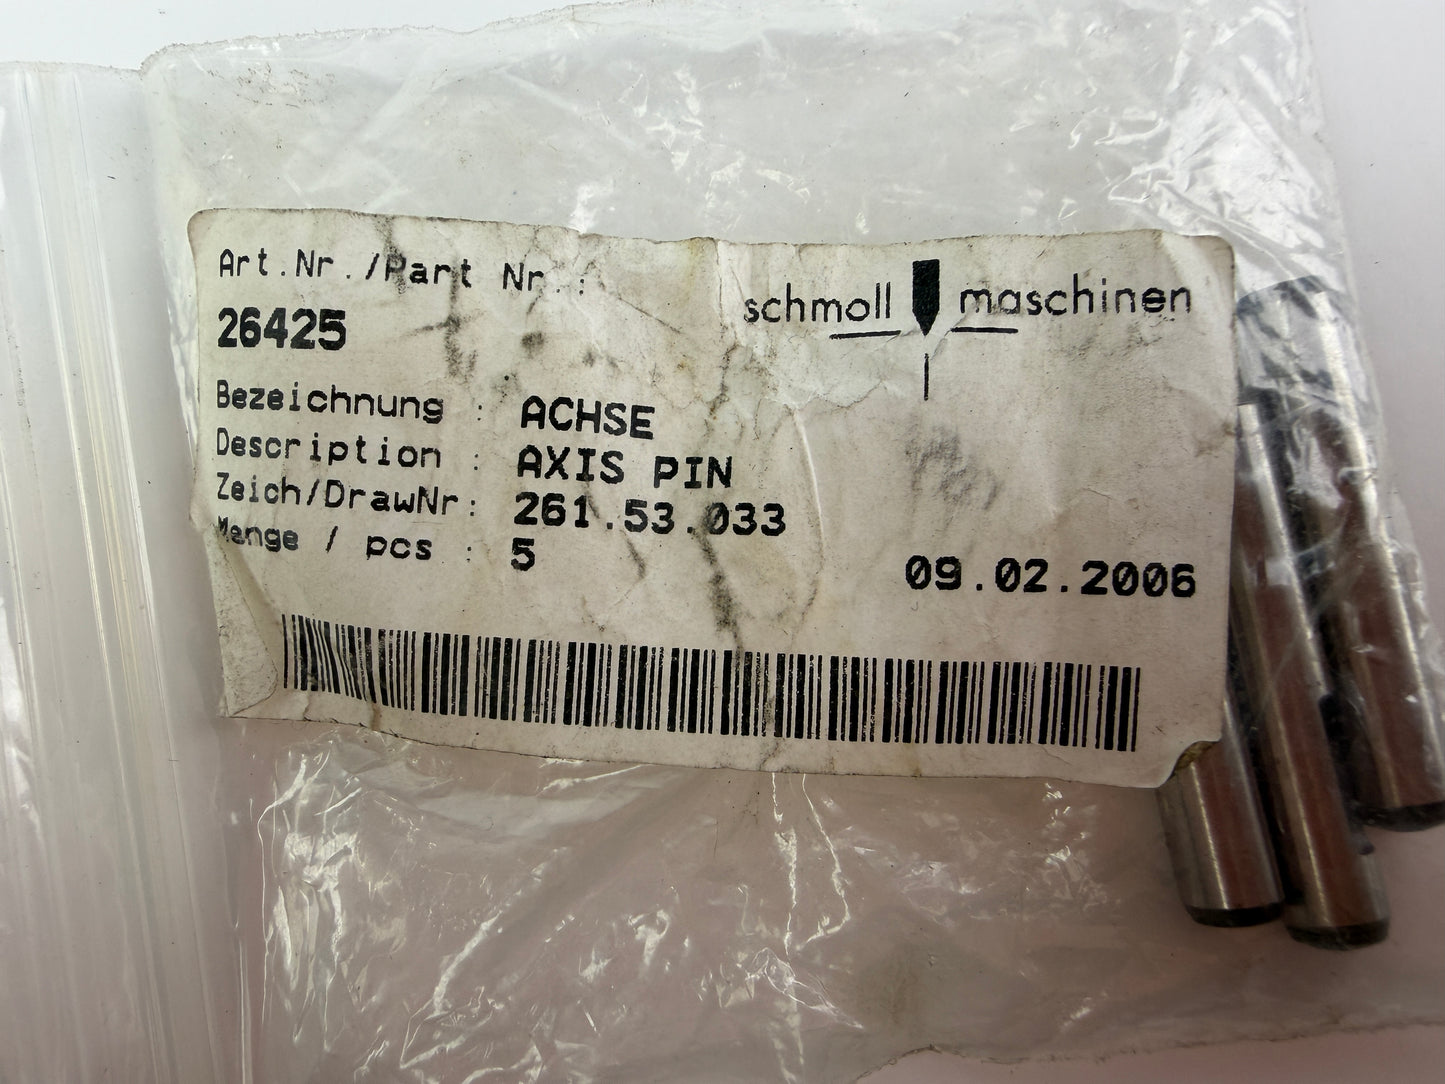 Art.Nr./Part Nr.:
26425
schmoll maschinen
Bezeichnung : ACHSE
Description : AXIS PIN
Zeich/DrawNr: 261.53.033
Menge / pcs : 5
09.02.2006